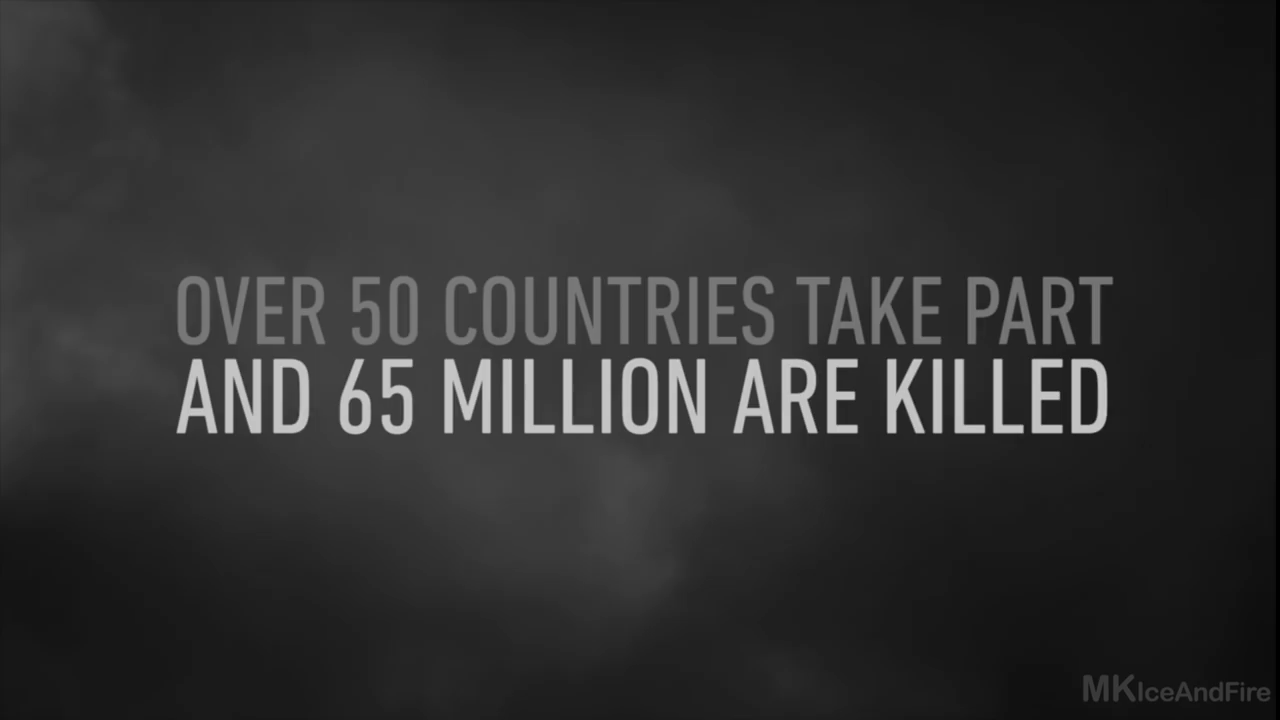 OVER 50 COUNTRIES TAKE PART
AND 65 MILLION ARE KILLED
MKIceAndFire